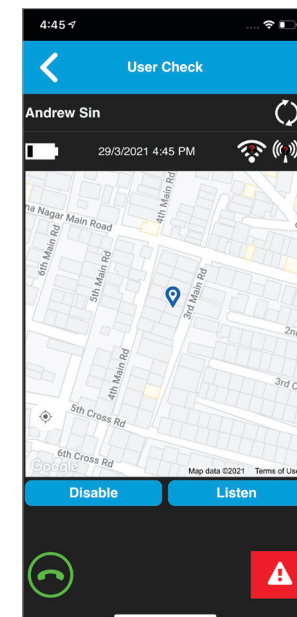 4:45
User Check
Andrew Sin
29/3/2021 4:45 PM
na Nagar Main Road
4th Main Rd
6th Main Rd
5th Main Rd
3rd Main Rd
2n
4th Main Rd
3rd C
5th Cross Rd
6th Cross Rd
Google
Map data ©2021 Terms of Use
Disable
Listen